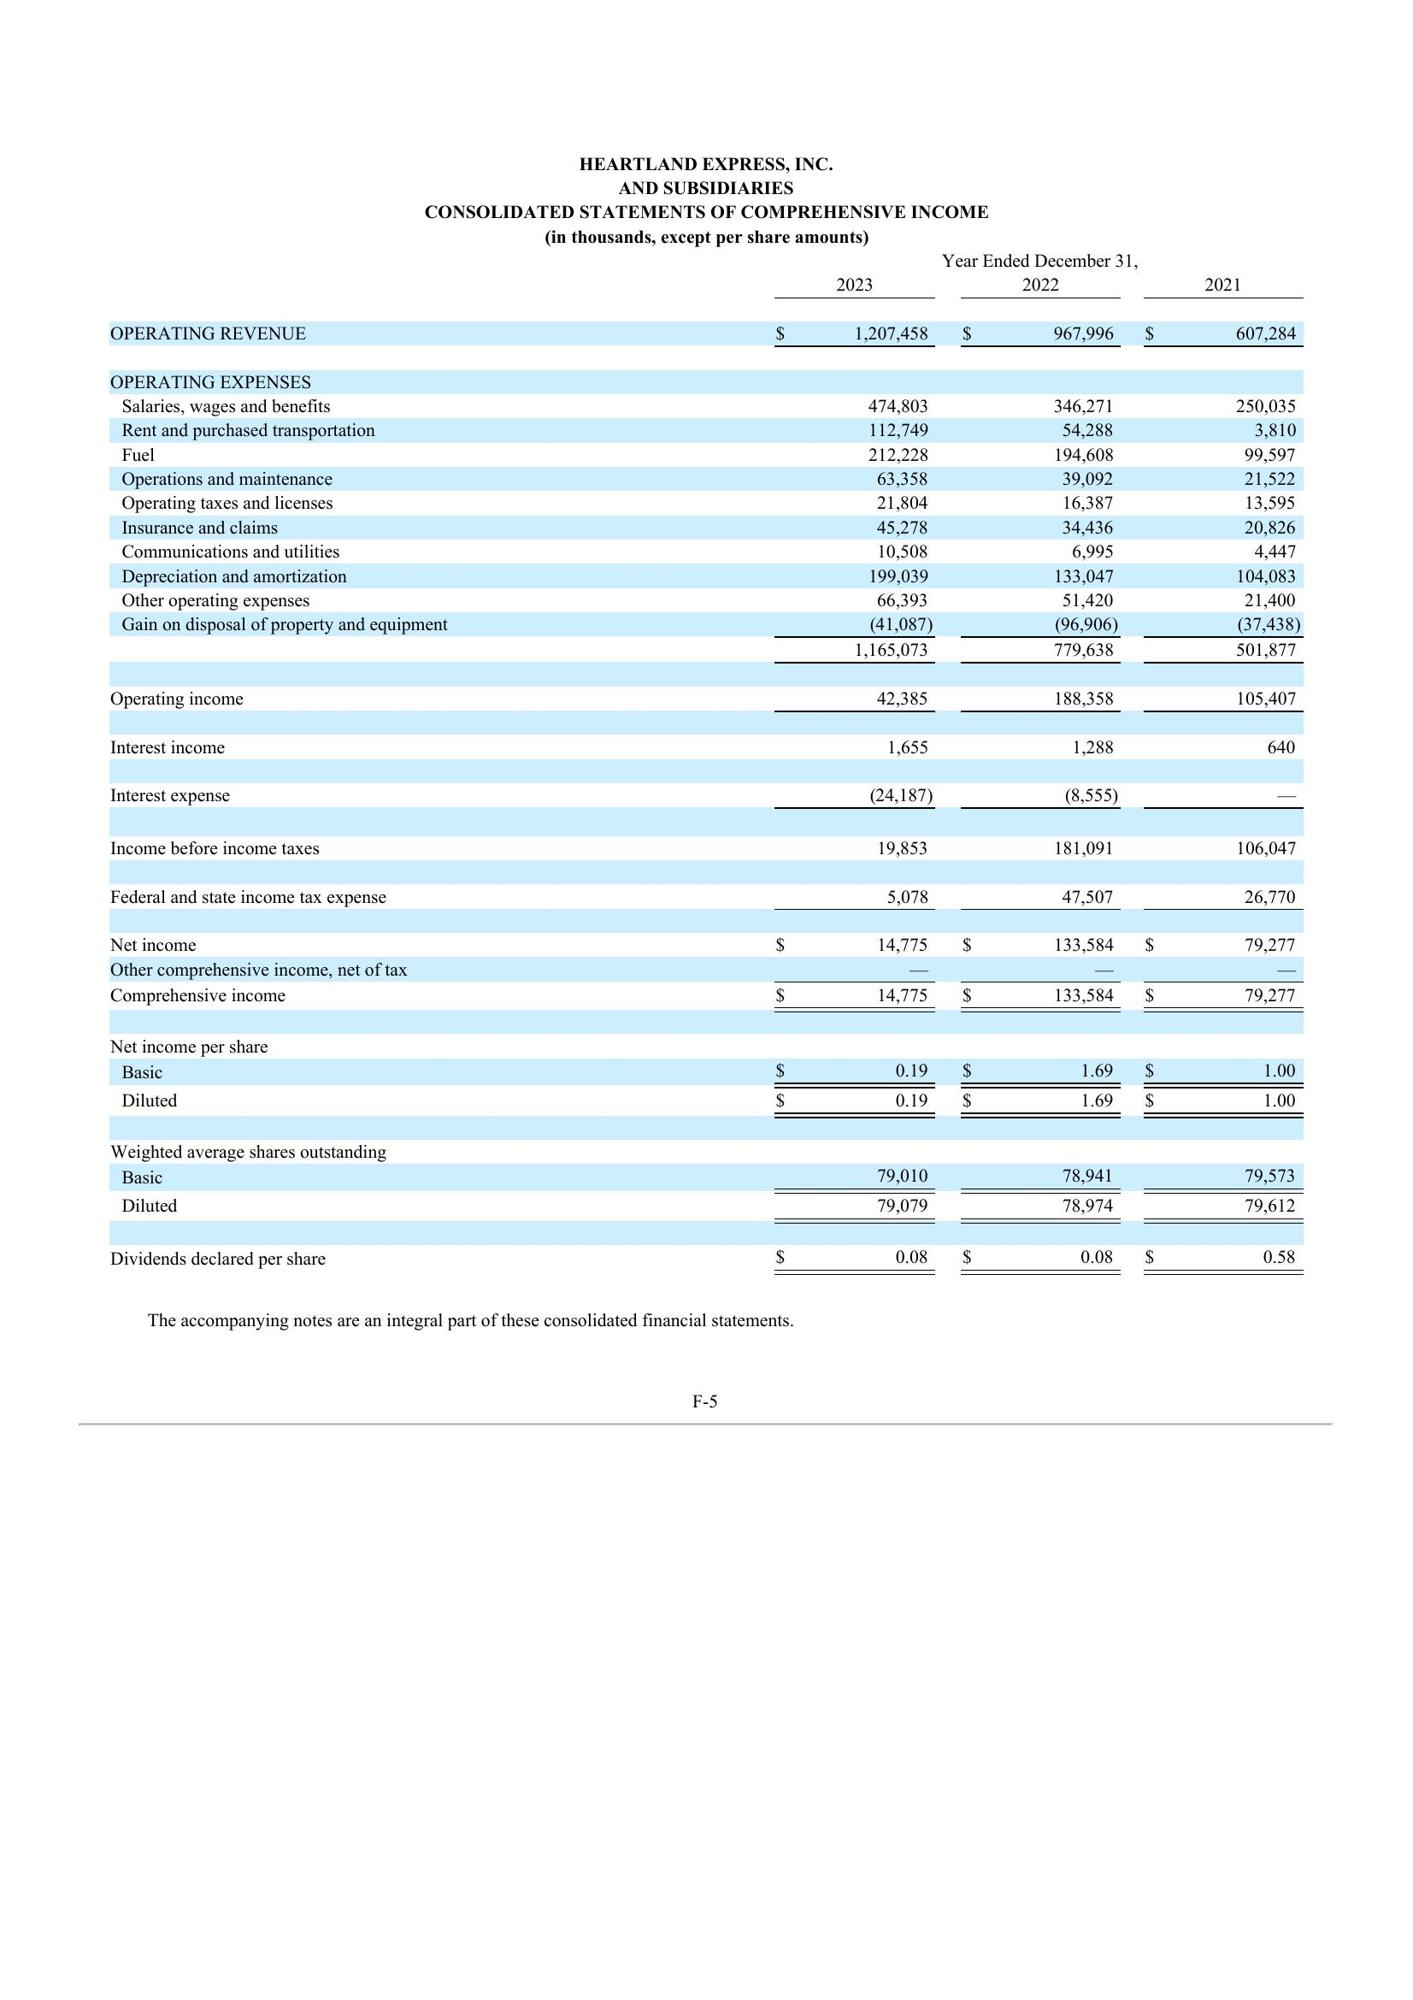 HEARTLAND EXPRESS, INC.
AND SUBSIDIARIES
CONSOLIDATED STATEMENTS OF COMPREHENSIVE INCOME
(in thousands, except per share amounts)
Year Ended December 31,
2023 2022 2021
OPERATING REVENUE $ 1,207,458 $ 967,996 $ 607,284
OPERATING EXPENSES
Salaries, wages and benefits 474,803 346,271 250,035
Rent and purchased transportation 112,749 54,288 3,810
Fuel 212,228 194,608 99,597
Operations and maintenance 63,358 39,092 21,522
Operating taxes and licenses 21,804 16,387 13,595
Insurance and claims 45,278 34,436 20,826
Communications and utilities 10,508 6,995 4,447
Depreciation and amortization 199,039 133,047 104,083
Other operating expenses 66,393 51,420 21,400
Gain on disposal of property and equipment (41,087) (96,906) (37,438)
1,165,073 779,638 501,877
Operating income 42,385 188,358 105,407
Interest income 1,655 1,288 640
Interest expense (24,187) (8,555) —
Income before income taxes 19,853 181,091 106,047
Federal and state income tax expense 5,078 47,507 26,770
Net income $ 14,775 $ 133,584 $ 79,277
Other comprehensive income, net of tax — — —
Comprehensive income $ 14,775 $ 133,584 $ 79,277
Net income per share
Basic $ 0.19 $ 1.69 $ 1.00
Diluted $ 0.19 $ 1.69 $ 1.00
Weighted average shares outstanding
Basic 79,010 78,941 79,573
Diluted 79,079 78,974 79,612
Dividends declared per share $ 0.08 $ 0.08 $ 0.58
The accompanying notes are an integral part of these consolidated financial statements.
F-5